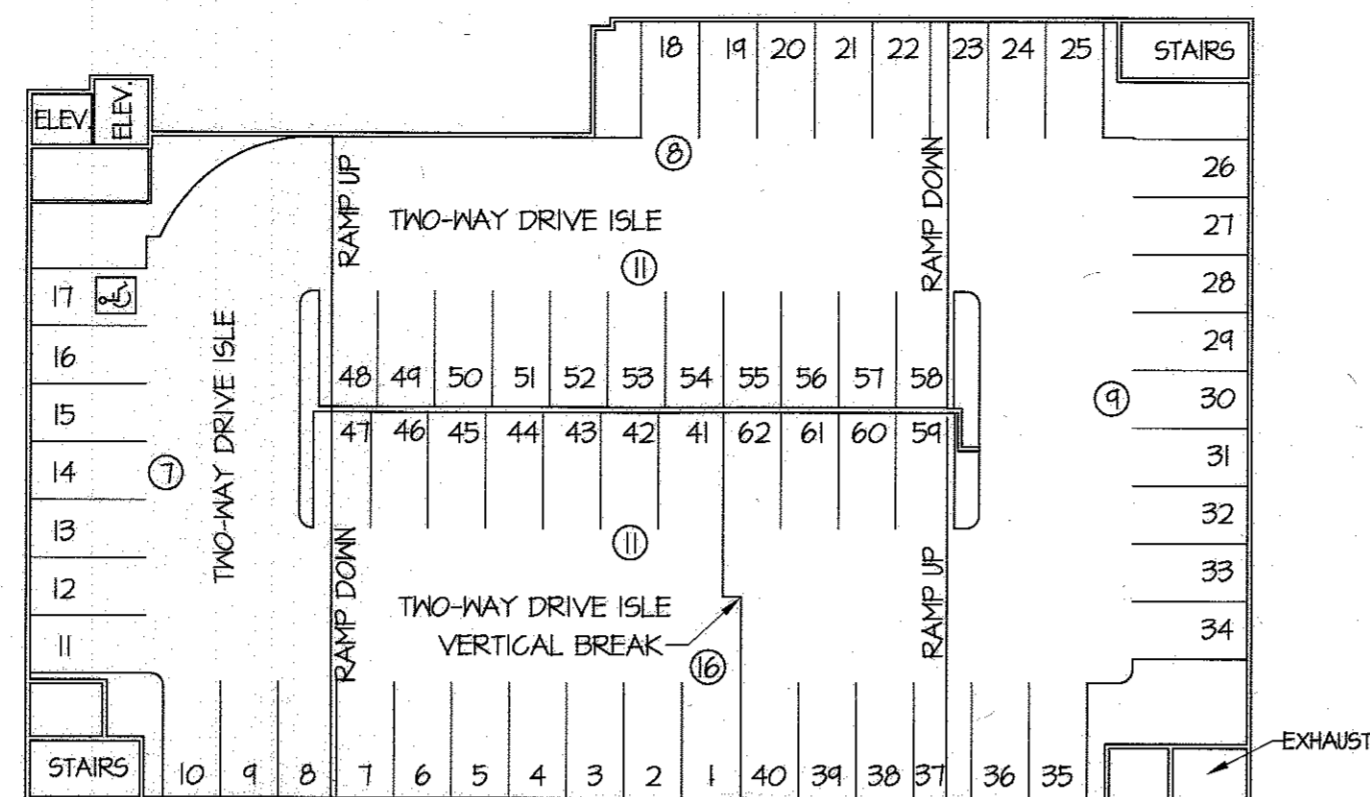 18 19 20 21 22 23 24 25 STAIRS
ELEV. ELEV.
8
26
RAMP UP
RAMP DOWN
TWO-WAY DRIVE ISLE
27
11
28
17
29
16
TWO-WAY DRIVE ISLE
48 49 50 51 52 53 54 55 56 57 58
30
9
15
47 46 45 44 43 42 41 62 61 60 59
31
14
7
32
13
11
33
12
RAMP DOWN
TWO-WAY DRIVE ISLE
RAMP UP
34
VERTICAL BREAK
11
16
EXHAUST
STAIRS 10 9 8 7 6 5 4 3 2 1 40 39 38 37 36 35